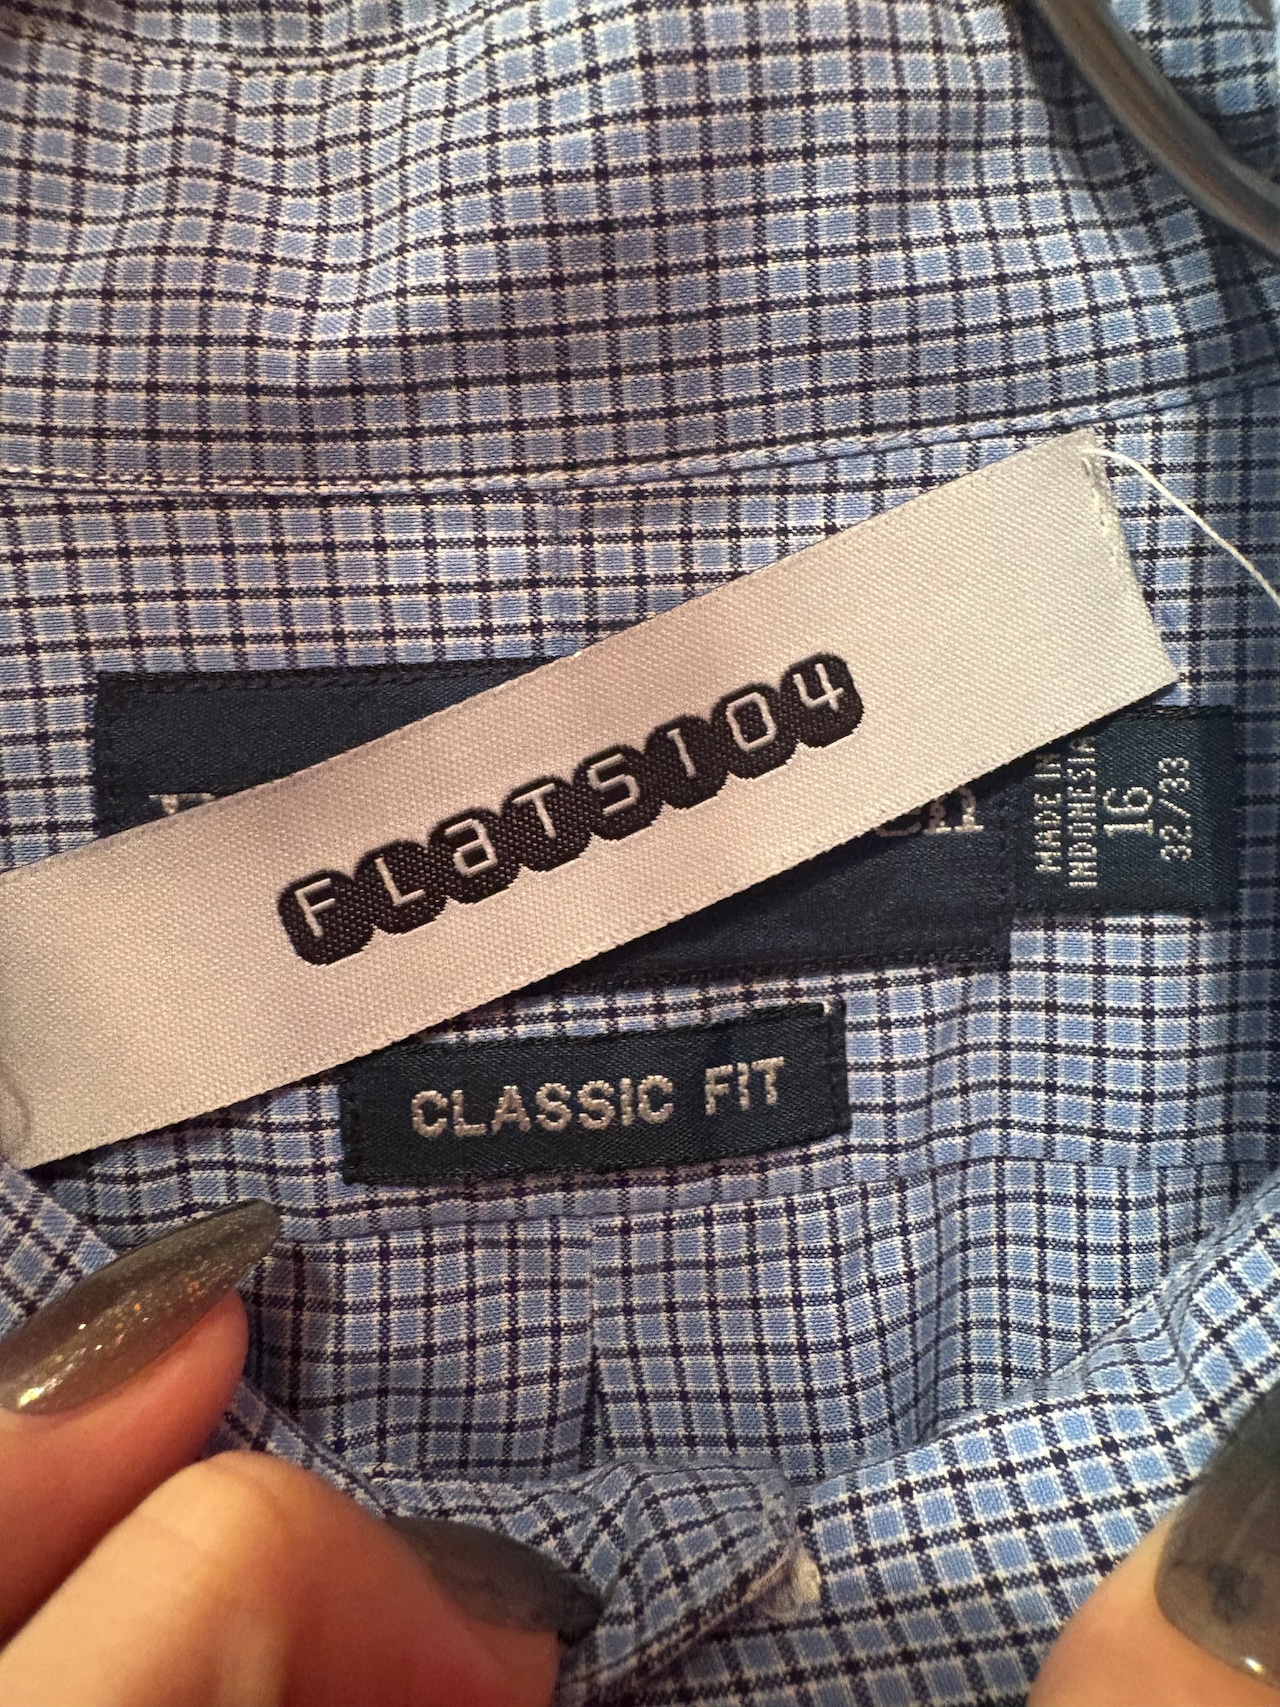 FLaTS104
MADE IN
INDONESIA
16
32/33
CLASSIC FIT